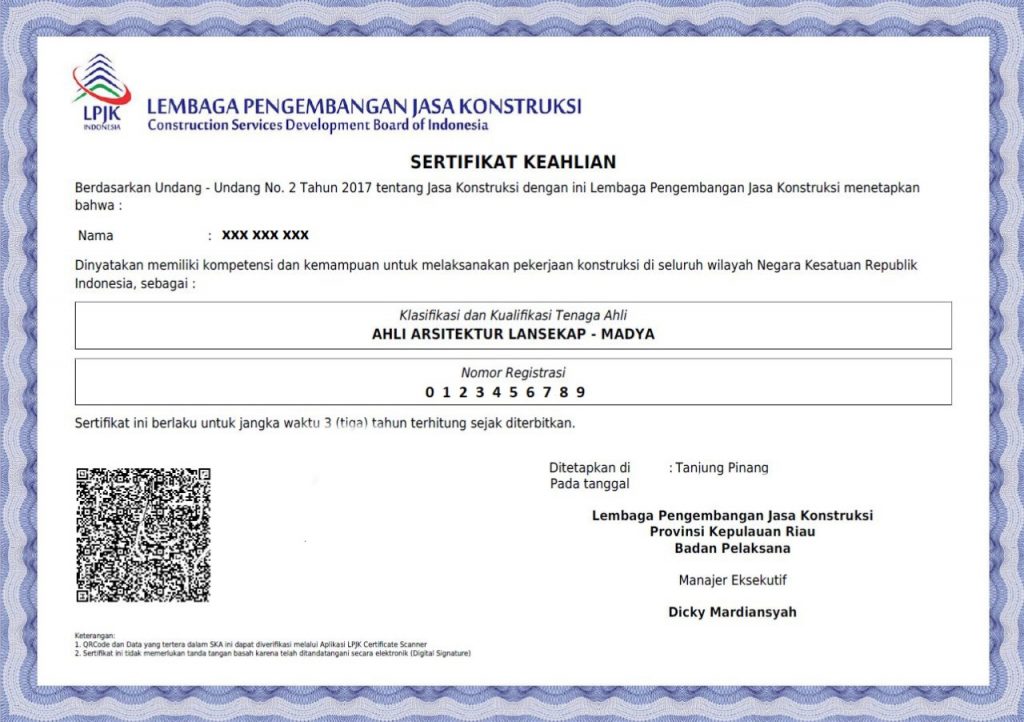 LPJK
INDONESIA
LEMBAGA PENGEMBANGAN JASA KONSTRUKSI
Construction Services Development Board of Indonesia
SERTIFIKAT KEAHLIAN
Berdasarkan Undang - Undang No. 2 Tahun 2017 tentang Jasa Konstruksi dengan ini Lembaga Pengembangan Jasa Konstruksi menetapkan
bahwa :
Nama : XXX XXX XXX
Dinyatakan memiliki kompetensi dan kemampuan untuk melaksanakan pekerjaan konstruksi di seluruh wilayah Negara Kesatuan Republik
Indonesia, sebagai :
Klasifikasi dan Kualifikasi Tenaga Ahli
AHLI ARSITEKTUR LANSEKAP - MADYA
Nomor Registrasi
0 1 2 3 4 5 6 7 8 9
Sertifikat ini berlaku untuk jangka waktu 3 (tiga) tahun terhitung sejak diterbitkan.
Ditetapkan di : Tanjung Pinang
Pada tanggal
Lembaga Pengembangan Jasa Konstruksi
Provinsi Kepulauan Riau
Badan Pelaksana
Manajer Eksekutif
Dicky Mardiansyah
Keterangan:
1. QRCode dan Data yang tertera dalam SKA ini dapat diverifikasi melalui Aplikasi LPJK Certificate Scanner
2. Sertifikat ini tidak memerlukan tanda tangan basah karena telah ditandatangani secara elektronik (Digital Signature)